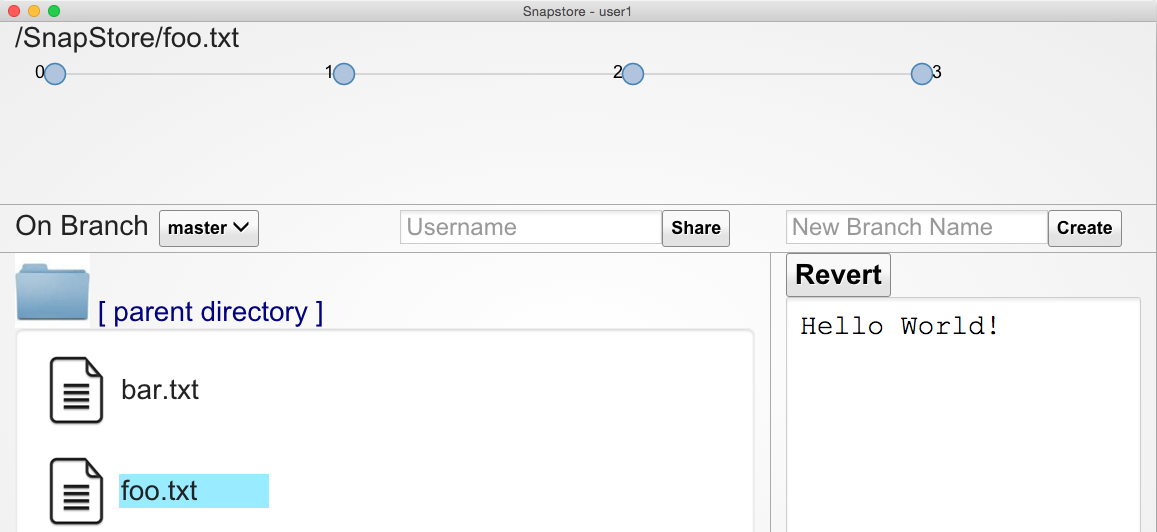 Snapstore - user1
/SnapStore/foo.txt
0 1 2 3
On Branch master Username Share New Branch Name Create
[ parent directory ]
Revert
Hello World!
bar.txt
foo.txt